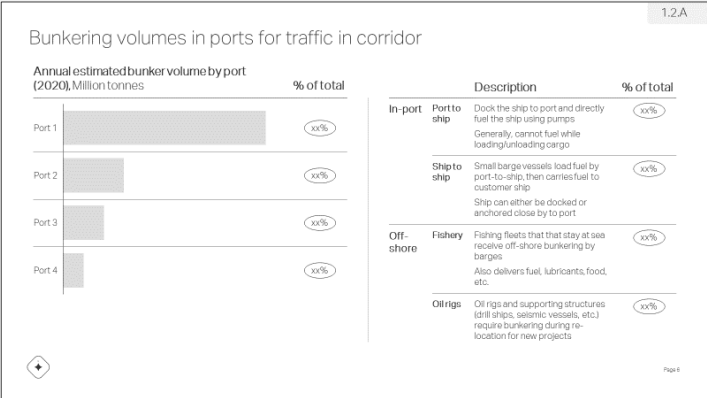 1.2.A
Bunkering volumes in ports for traffic in corridor
Annual estimated bunker volume by port
(2020), Million tonnes
% of total
Port 1
xx%
Port 2
xx%
Port 3
xx%
Port 4
xx%
Description
% of total
In-port
Port to
ship
Dock the ship to port and directly
fuel the ship using pumps
Generally, cannot fuel while
loading/unloading cargo
xx%
Ship to
ship
Small barge vessels load fuel by
port-to-ship, then carries fuel to
customer ship
Ship can either be docked or
anchored close by to port
xx%
Off-
shore
Fishery
Fishing fleets that that stay at sea
receive off-shore bunkering by
barges
Also delivers fuel, lubricants, food,
etc.
xx%
Oil rigs
Oil rigs and supporting structures
(drill ships, seismic vessels, etc.)
require bunkering during re-
location for new projects
xx%
Page 6